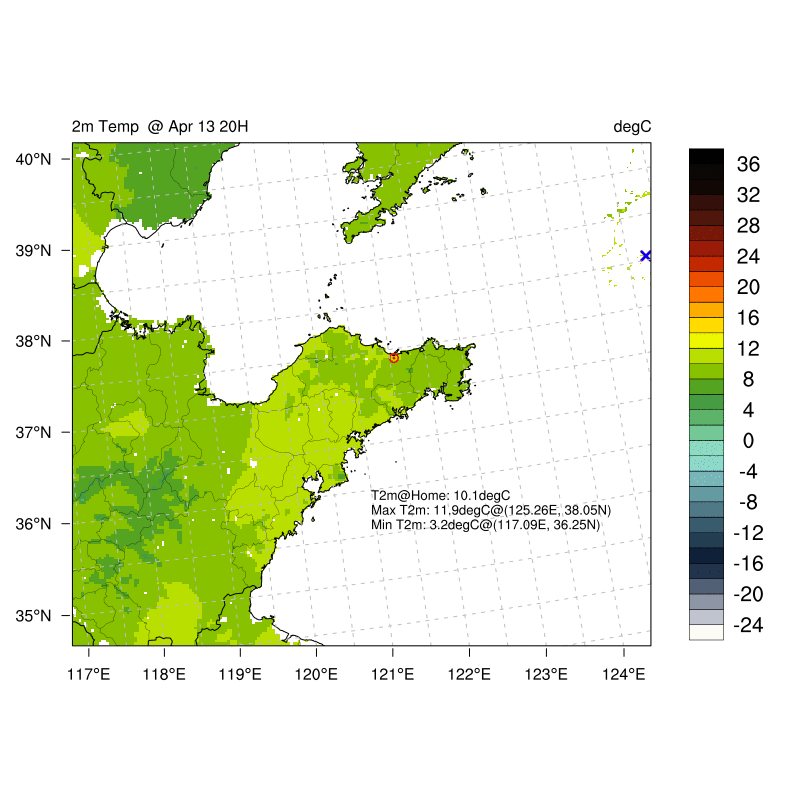 2m Temp @ Apr 13 20H degC
40°N
39°N
38°N
37°N
36°N
35°N
117°E 118°E 119°E 120°E 121°E 122°E 123°E 124°E
T2m@Home: 10.1degC
Max T2m: 11.9degC@(125.26E, 38.05N)
Min T2m: 3.2degC@(117.09E, 36.25N)
36
32
28
24
20
16
12
8
4
0
-4
-8
-12
-16
-20
-24